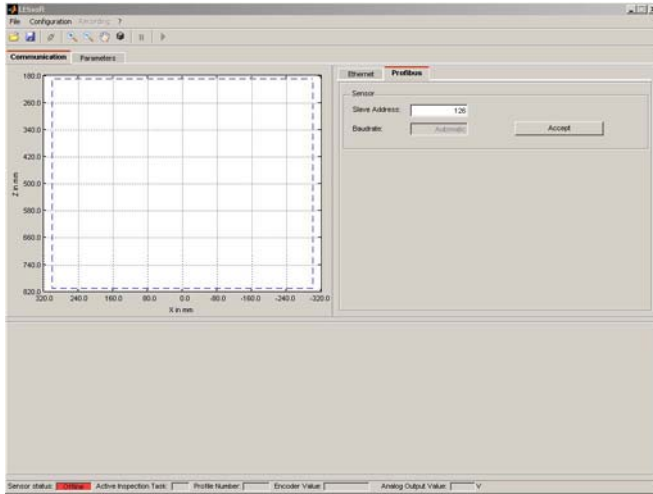 LESsoft
File Configuration Recording ?
Communication Parameters
Ethernet Profibus
Sensor
Slave Address: 126
Baudrate: Automatic Accept
180.0
260.0
340.0
420.0
500.0
580.0
660.0
740.0
820.0
Z in mm
320.0 240.0 160.0 80.0 0.0 -80.0 -160.0 -240.0 -320.0
X in mm
Sensor status: Offline Active Inspection Task: Profile Number: Encoder Value: Analog Output Value: V